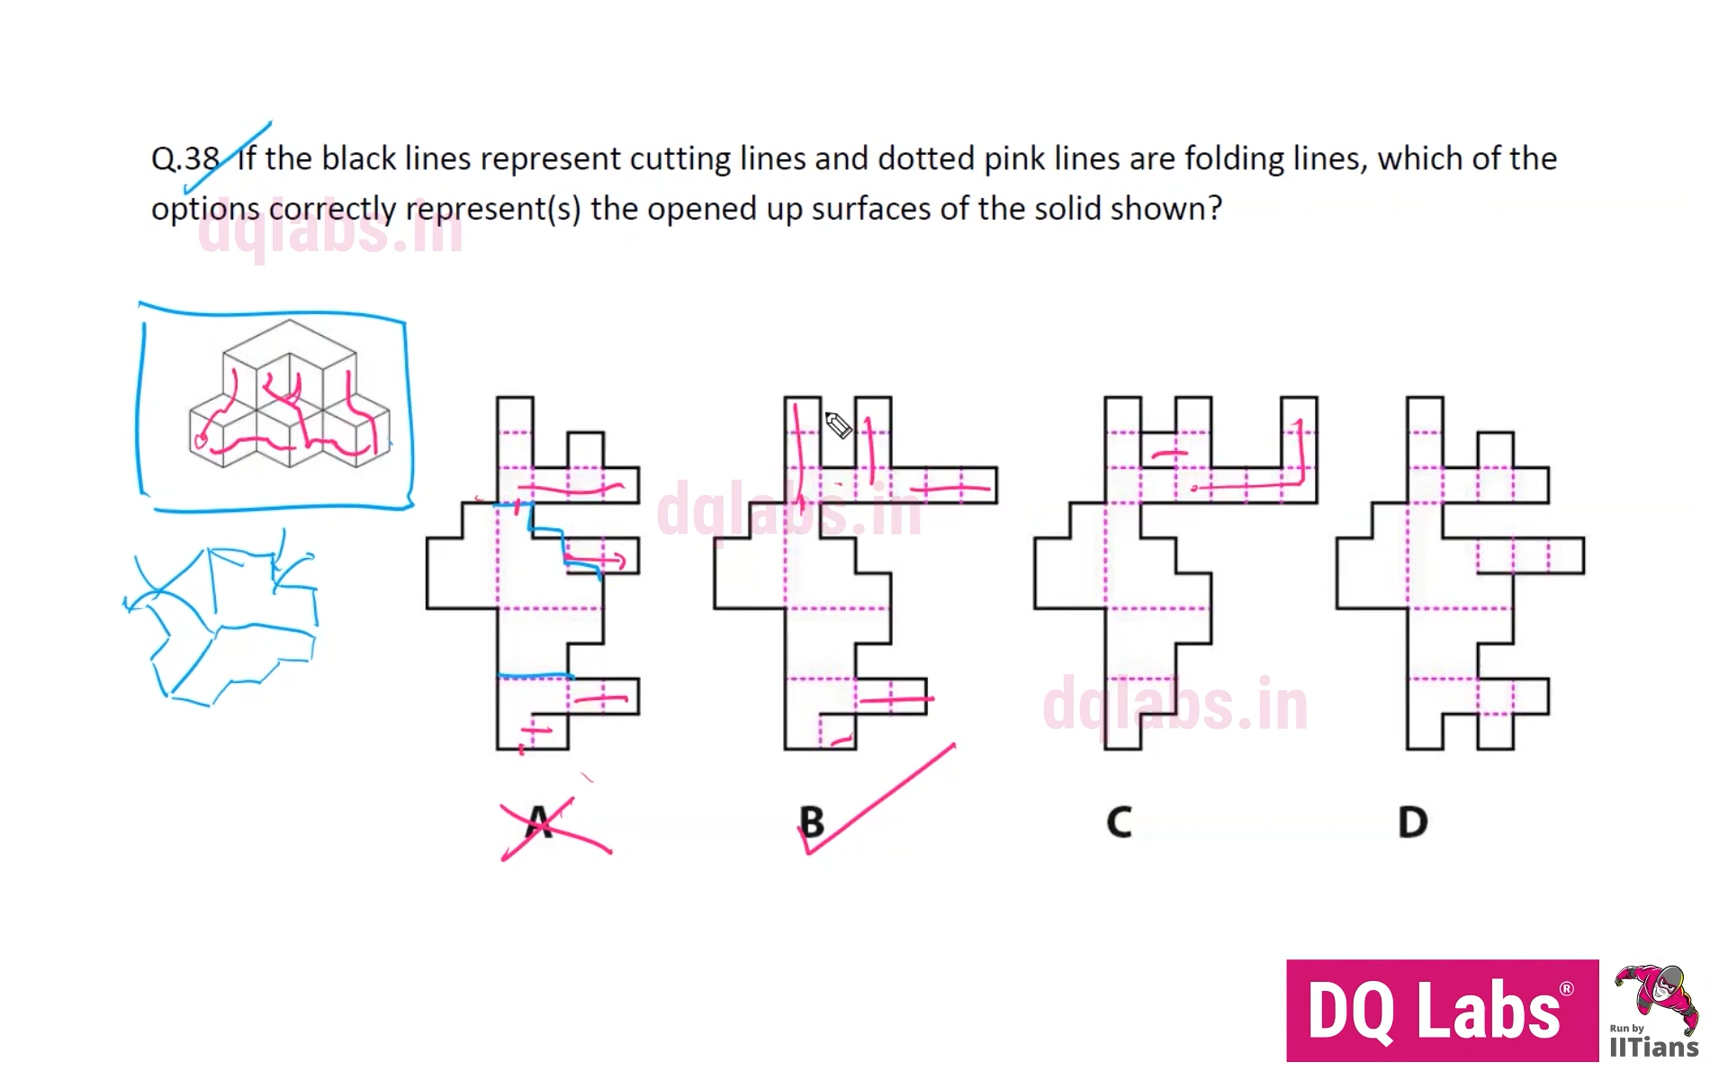 Q.38 If the black lines represent cutting lines and dotted pink lines are folding lines, which of the
options correctly represent(s) the opened up surfaces of the solid shown?
dqlabs.in
dqlabs.in
dqlabs.in
A
B
C
D
DQ Labs®
Run by
IITians